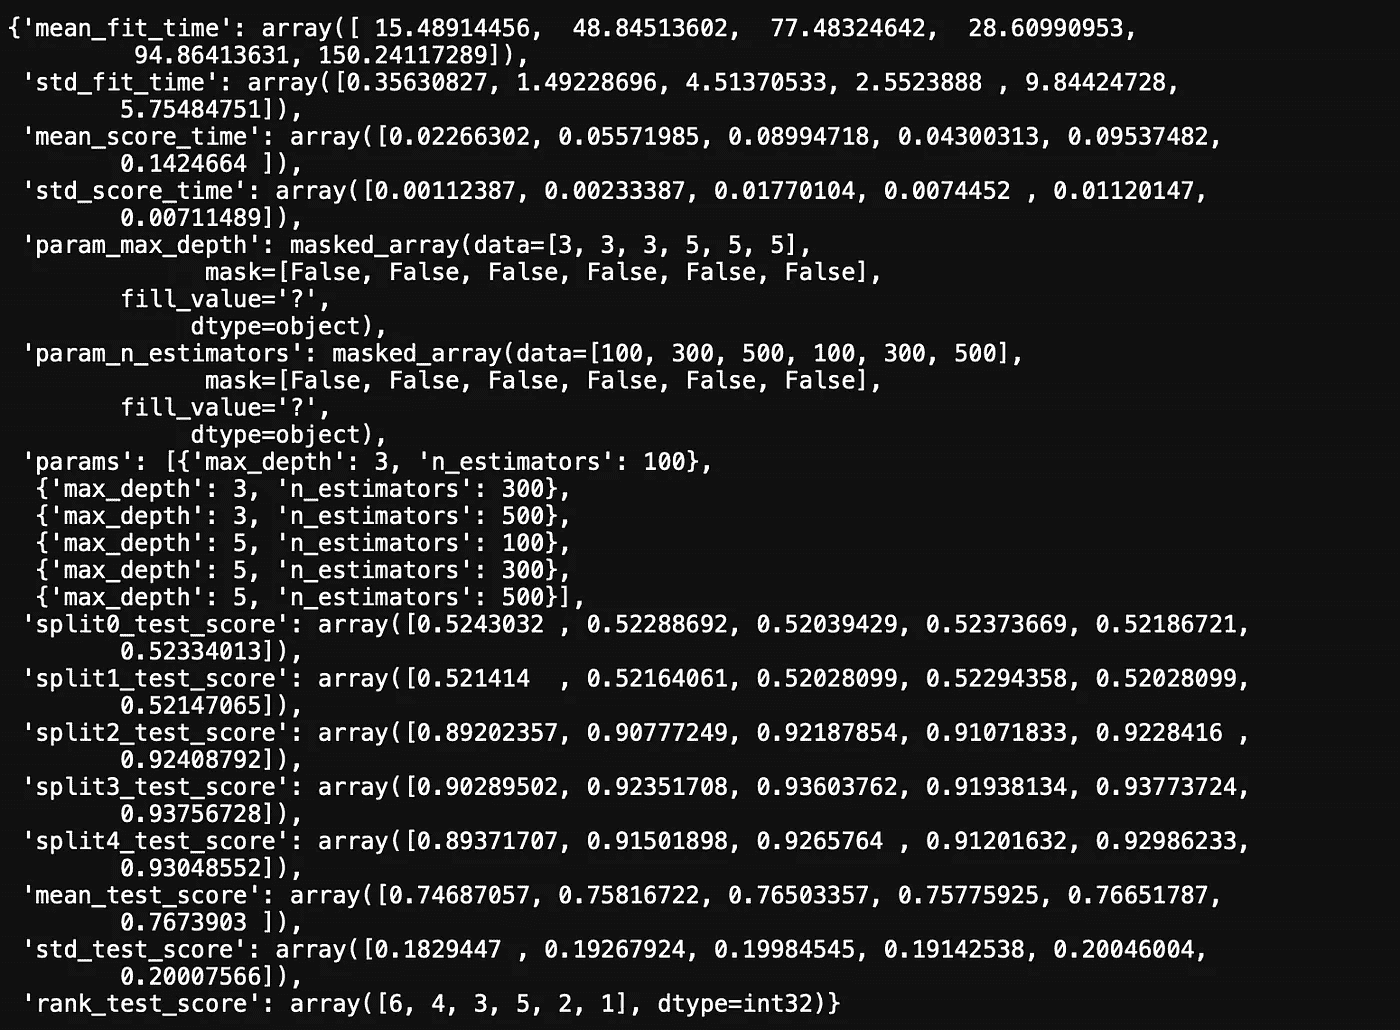 {'mean_fit_time': array([ 15.48914456,  48.84513602,  77.48324642,  28.60990953,
         94.86413631, 150.24117289]),
 'std_fit_time': array([0.35630827, 1.49228696, 4.51370533, 2.5523888 , 9.84424728,
        5.75484751]),
 'mean_score_time': array([0.02266302, 0.05571985, 0.08994718, 0.04300313, 0.09537482,
        0.1424664 ]),
 'std_score_time': array([0.00112387, 0.00233387, 0.01770104, 0.0074452 , 0.01120147,
        0.00711489]),
 'param_max_depth': masked_array(data=[3, 3, 3, 5, 5, 5],
              mask=[False, False, False, False, False, False],
        fill_value='?',
             dtype=object),
 'param_n_estimators': masked_array(data=[100, 300, 500, 100, 300, 500],
              mask=[False, False, False, False, False, False],
        fill_value='?',
             dtype=object),
 'params': [{'max_depth': 3, 'n_estimators': 100},
  {'max_depth': 3, 'n_estimators': 300},
  {'max_depth': 3, 'n_estimators': 500},
  {'max_depth': 5, 'n_estimators': 100},
  {'max_depth': 5, 'n_estimators': 300},
  {'max_depth': 5, 'n_estimators': 500}],
 'split0_test_score': array([0.5243032 , 0.52288692, 0.52039429, 0.52373669, 0.52186721,
        0.52334013]),
 'split1_test_score': array([0.521414  , 0.52164061, 0.52028099, 0.52294358, 0.52028099,
        0.52147065]),
 'split2_test_score': array([0.89202357, 0.90777249, 0.92187854, 0.91071833, 0.9228416 ,
        0.92408792]),
 'split3_test_score': array([0.90289502, 0.92351708, 0.93603762, 0.91938134, 0.93773724,
        0.93756728]),
 'split4_test_score': array([0.89371707, 0.91501898, 0.9265764 , 0.91201632, 0.92986233,
        0.93048552]),
 'mean_test_score': array([0.74687057, 0.75816722, 0.76503357, 0.75775925, 0.76651787,
        0.7673903 ]),
 'std_test_score': array([0.1829447 , 0.19267924, 0.19984545, 0.19142538, 0.20046004,
        0.20007566]),
 'rank_test_score': array([6, 4, 3, 5, 2, 1], dtype=int32)}